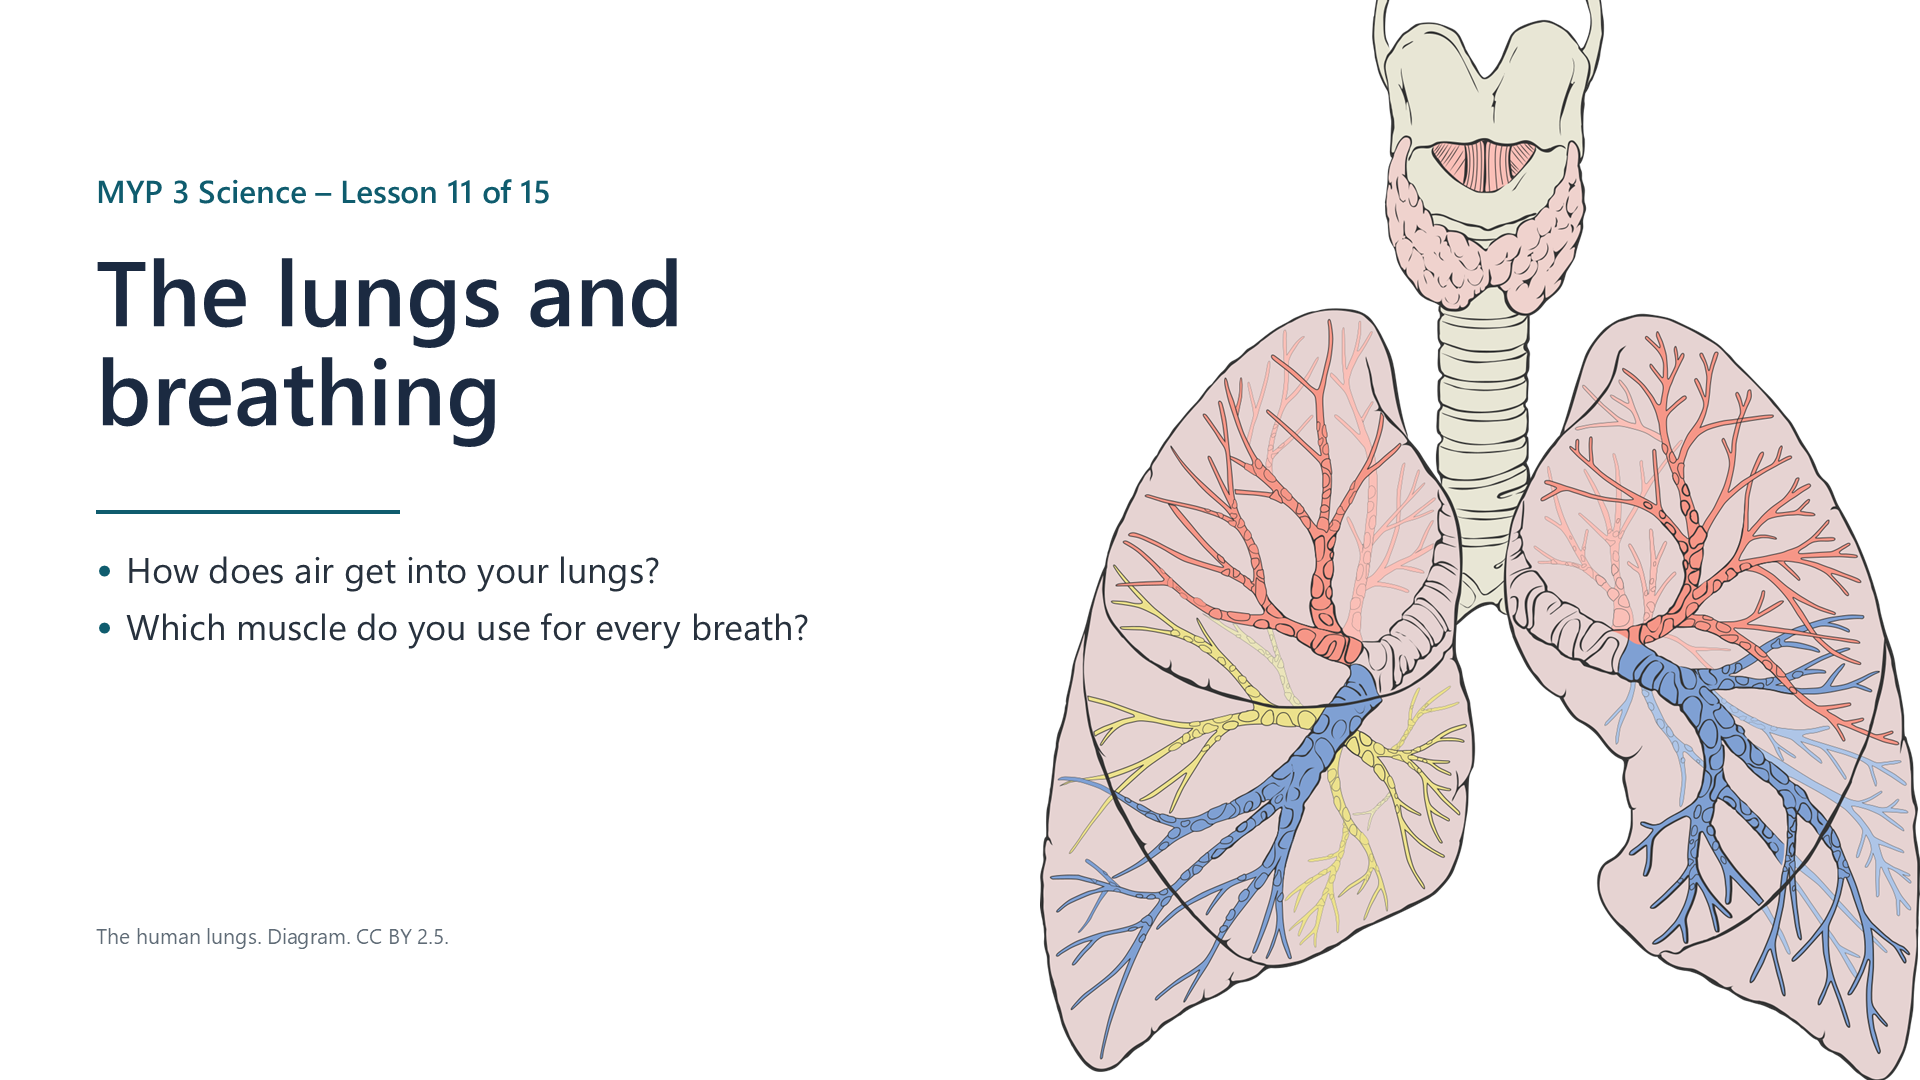 MYP 3 Science – Lesson 11 of 15
The lungs and
breathing
• How does air get into your lungs?
• Which muscle do you use for every breath?
The human lungs. Diagram. CC BY 2.5.